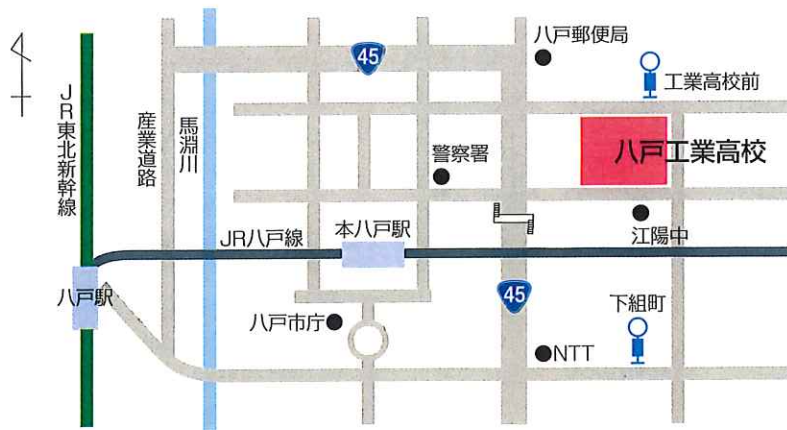 八戸郵便局
45
工業高校前
JR東北新幹線
産業道路
馬淵川
警察署
八戸工業高校
JR八戸線
本八戸駅
江陽中
八戸駅
45
下組町
八戸市庁
NTT